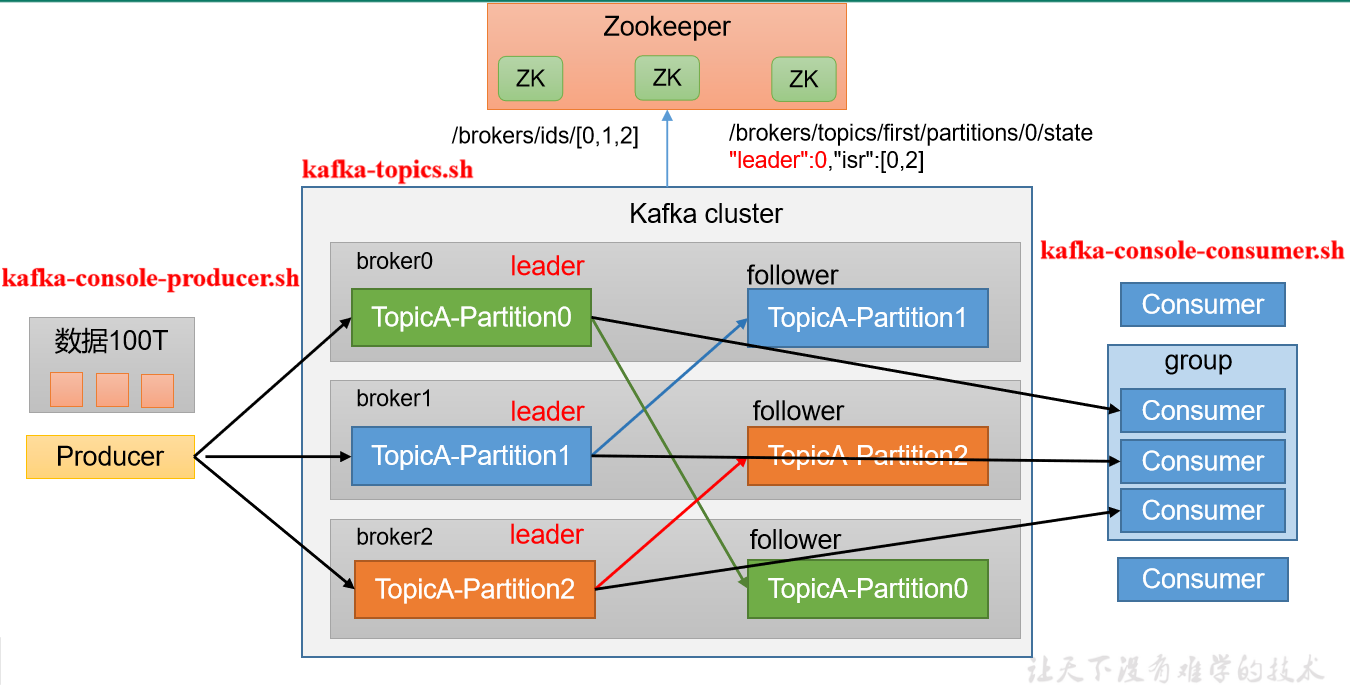 Zookeeper
ZK
ZK
ZK
/brokers/ids/[0,1,2]
/brokers/topics/first/partitions/0/state
"leader":0,"isr":[0,2]
kafka-topics.sh
Kafka cluster
kafka-console-producer.sh
kafka-console-consumer.sh
broker0
leader
follower
TopicA-Partition0
TopicA-Partition1
broker1
leader
follower
TopicA-Partition1
TopicA-Partition2
broker2
leader
follower
TopicA-Partition2
TopicA-Partition0
数据100T
Producer
Consumer
group
Consumer
Consumer
Consumer
Consumer
让天下没有难学的技术